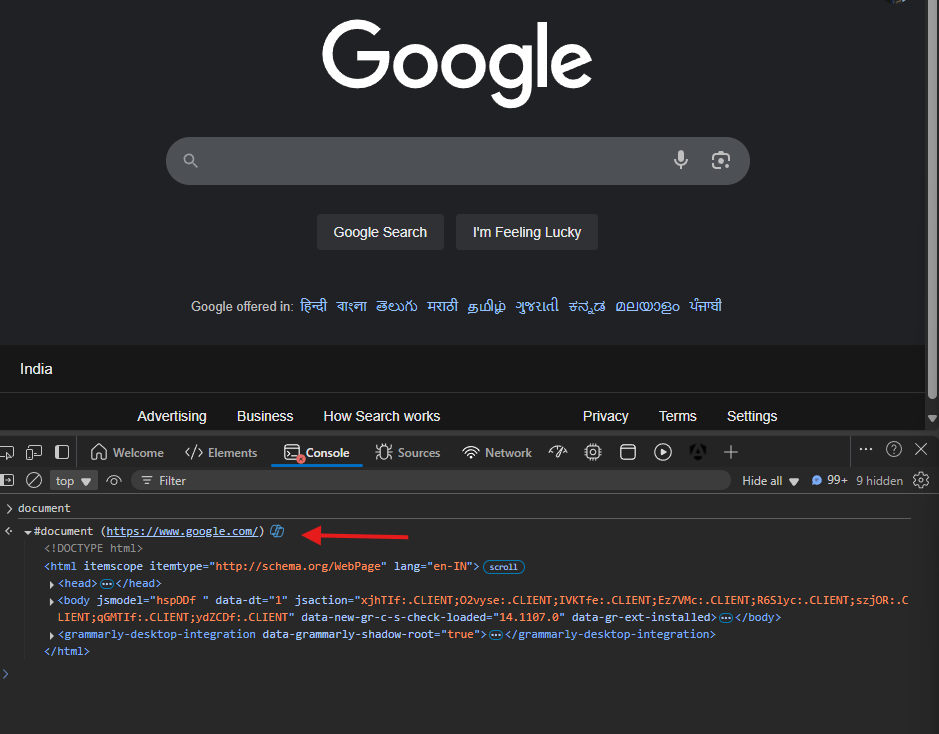 Google
Google Search I'm Feeling Lucky
Google offered in: हिन्दी বাংলা తెలుగు मराठी தமிழ் ગુજરાતી ಕನ್ನಡ മലയാളം ਪੰਜਾਬੀ
India
Advertising Business How Search works Privacy Terms Settings
Welcome Elements Console Sources Network
top Filter Hide all 99+ 9 hidden
document
#document (https://www.google.com/)
<!DOCTYPE html>
<html itemscope itemtype="http://schema.org/WebPage" lang="en-IN"> scroll
<head>…</head>
<body jsmodel="hspDDf " data-dt="1" jsaction="xjhTIf:.CLIENT;O2vyse:.CLIENT;IVKTfe:.CLIENT;Ez7VMc:.CLIENT;R6Slyc:.CLIENT;szjOR:.C
LIENT;qGMTIf:.CLIENT;ydZCDf:.CLIENT" data-new-gr-c-s-check-loaded="14.1107.0" data-gr-ext-installed>…</body>
<grammarly-desktop-integration data-grammarly-shadow-root="true">…</grammarly-desktop-integration>
</html>